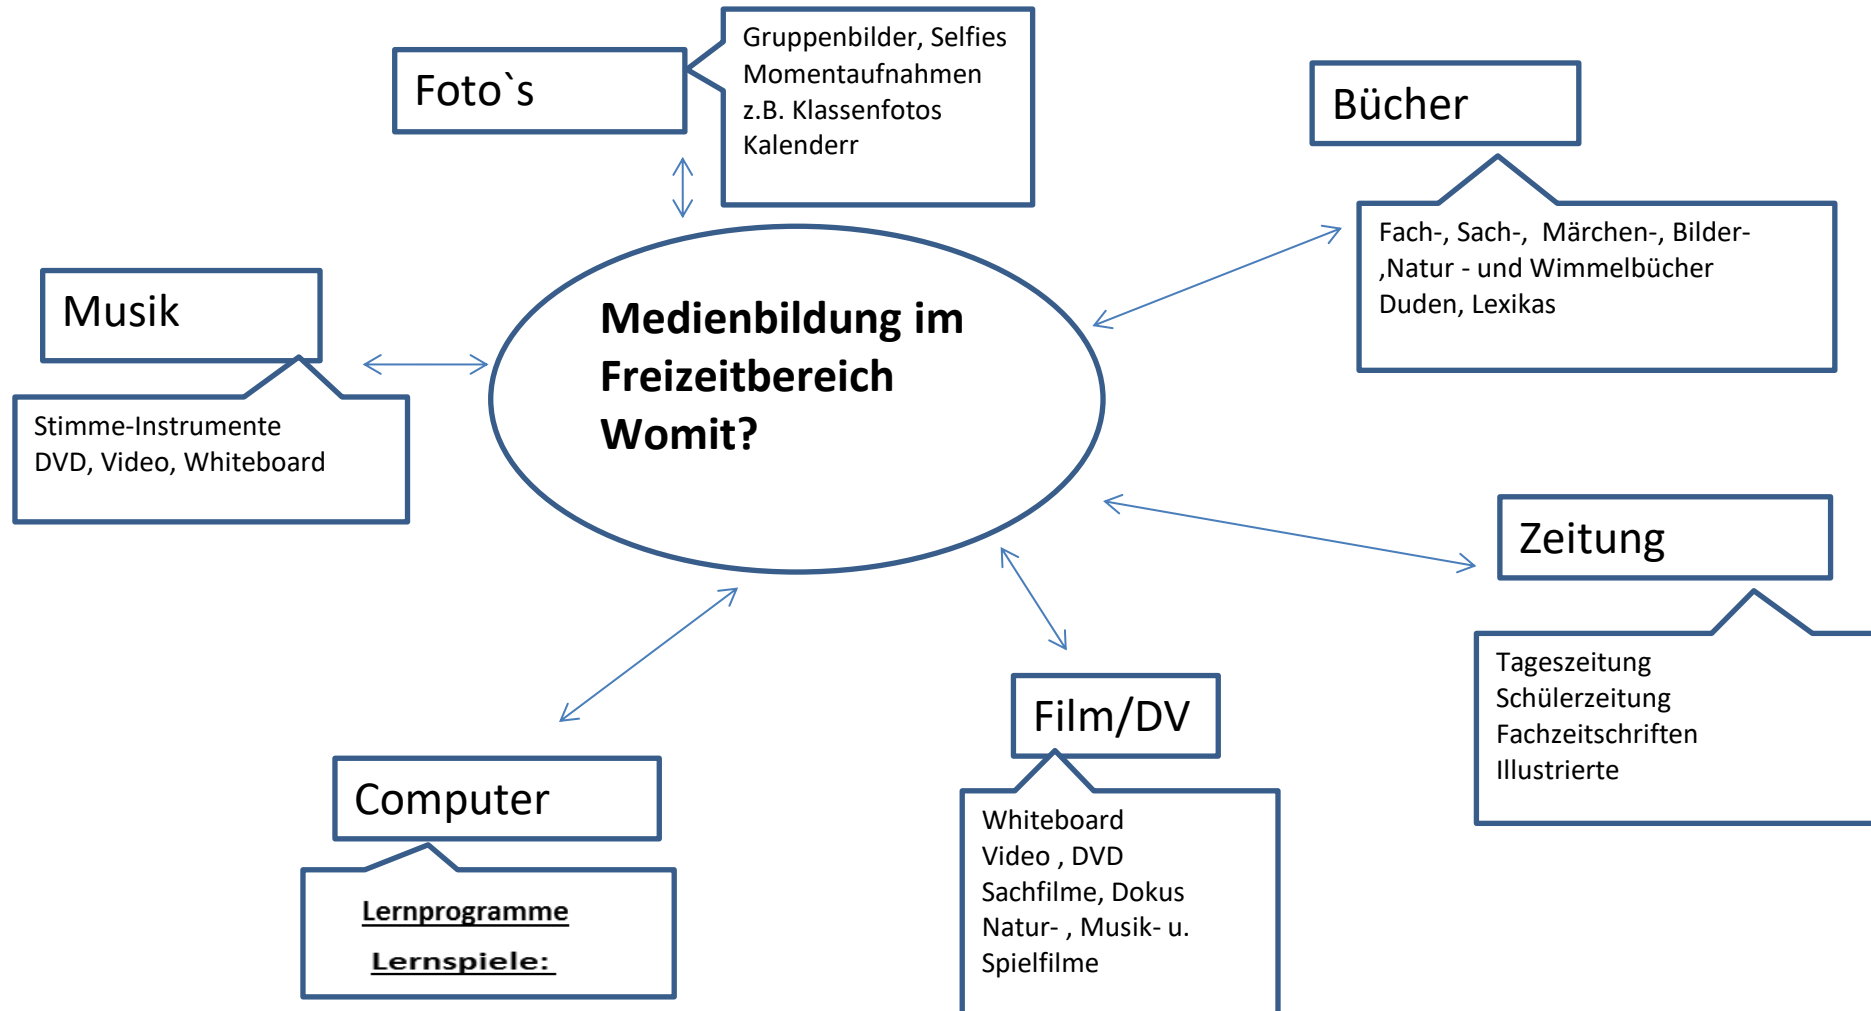 Foto`s
Gruppenbilder, Selfies
Momentaufnahmen
z.B. Klassenfotos
Kalenderr
Bücher
Fach-, Sach-, Märchen-, Bilder-
,Natur - und Wimmelbücher
Duden, Lexikas
Musik
Stimme-Instrumente
DVD, Video, Whiteboard
Medienbildung im
Freizeitbereich
Womit?
Zeitung
Tageszeitung
Schülerzeitung
Fachzeitschriften
Illustrierte
Film/DV
Whiteboard
Video , DVD
Sachfilme, Dokus
Natur- , Musik- u.
Spielfilme
Computer
Lernprogramme
Lernspiele: